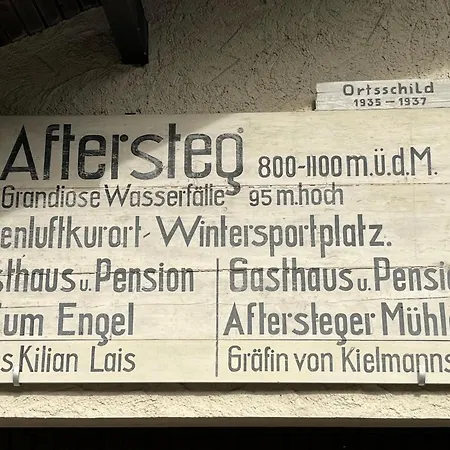 Ortsschild
1935-1937
Aftersteg 800-1100 m.ü.d.M.
Grandiose Wasserfälle 95 m.hoch
enluftkurort-Wintersportplatz.
sthaus u. Pension Gasthaus u. Pensio
um Engel Aftersteger Mühl
s Kilian Lais Gräfin von Kielmanns